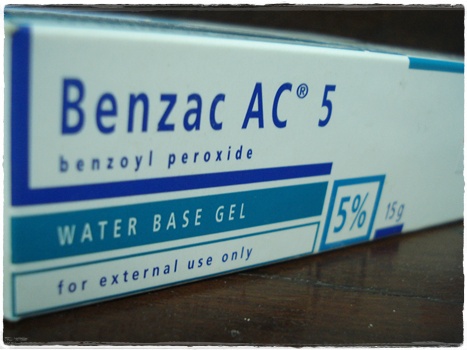 Benzac AC® 5
benzoyl peroxide
WATER BASE GEL
5% 15g
for external use only